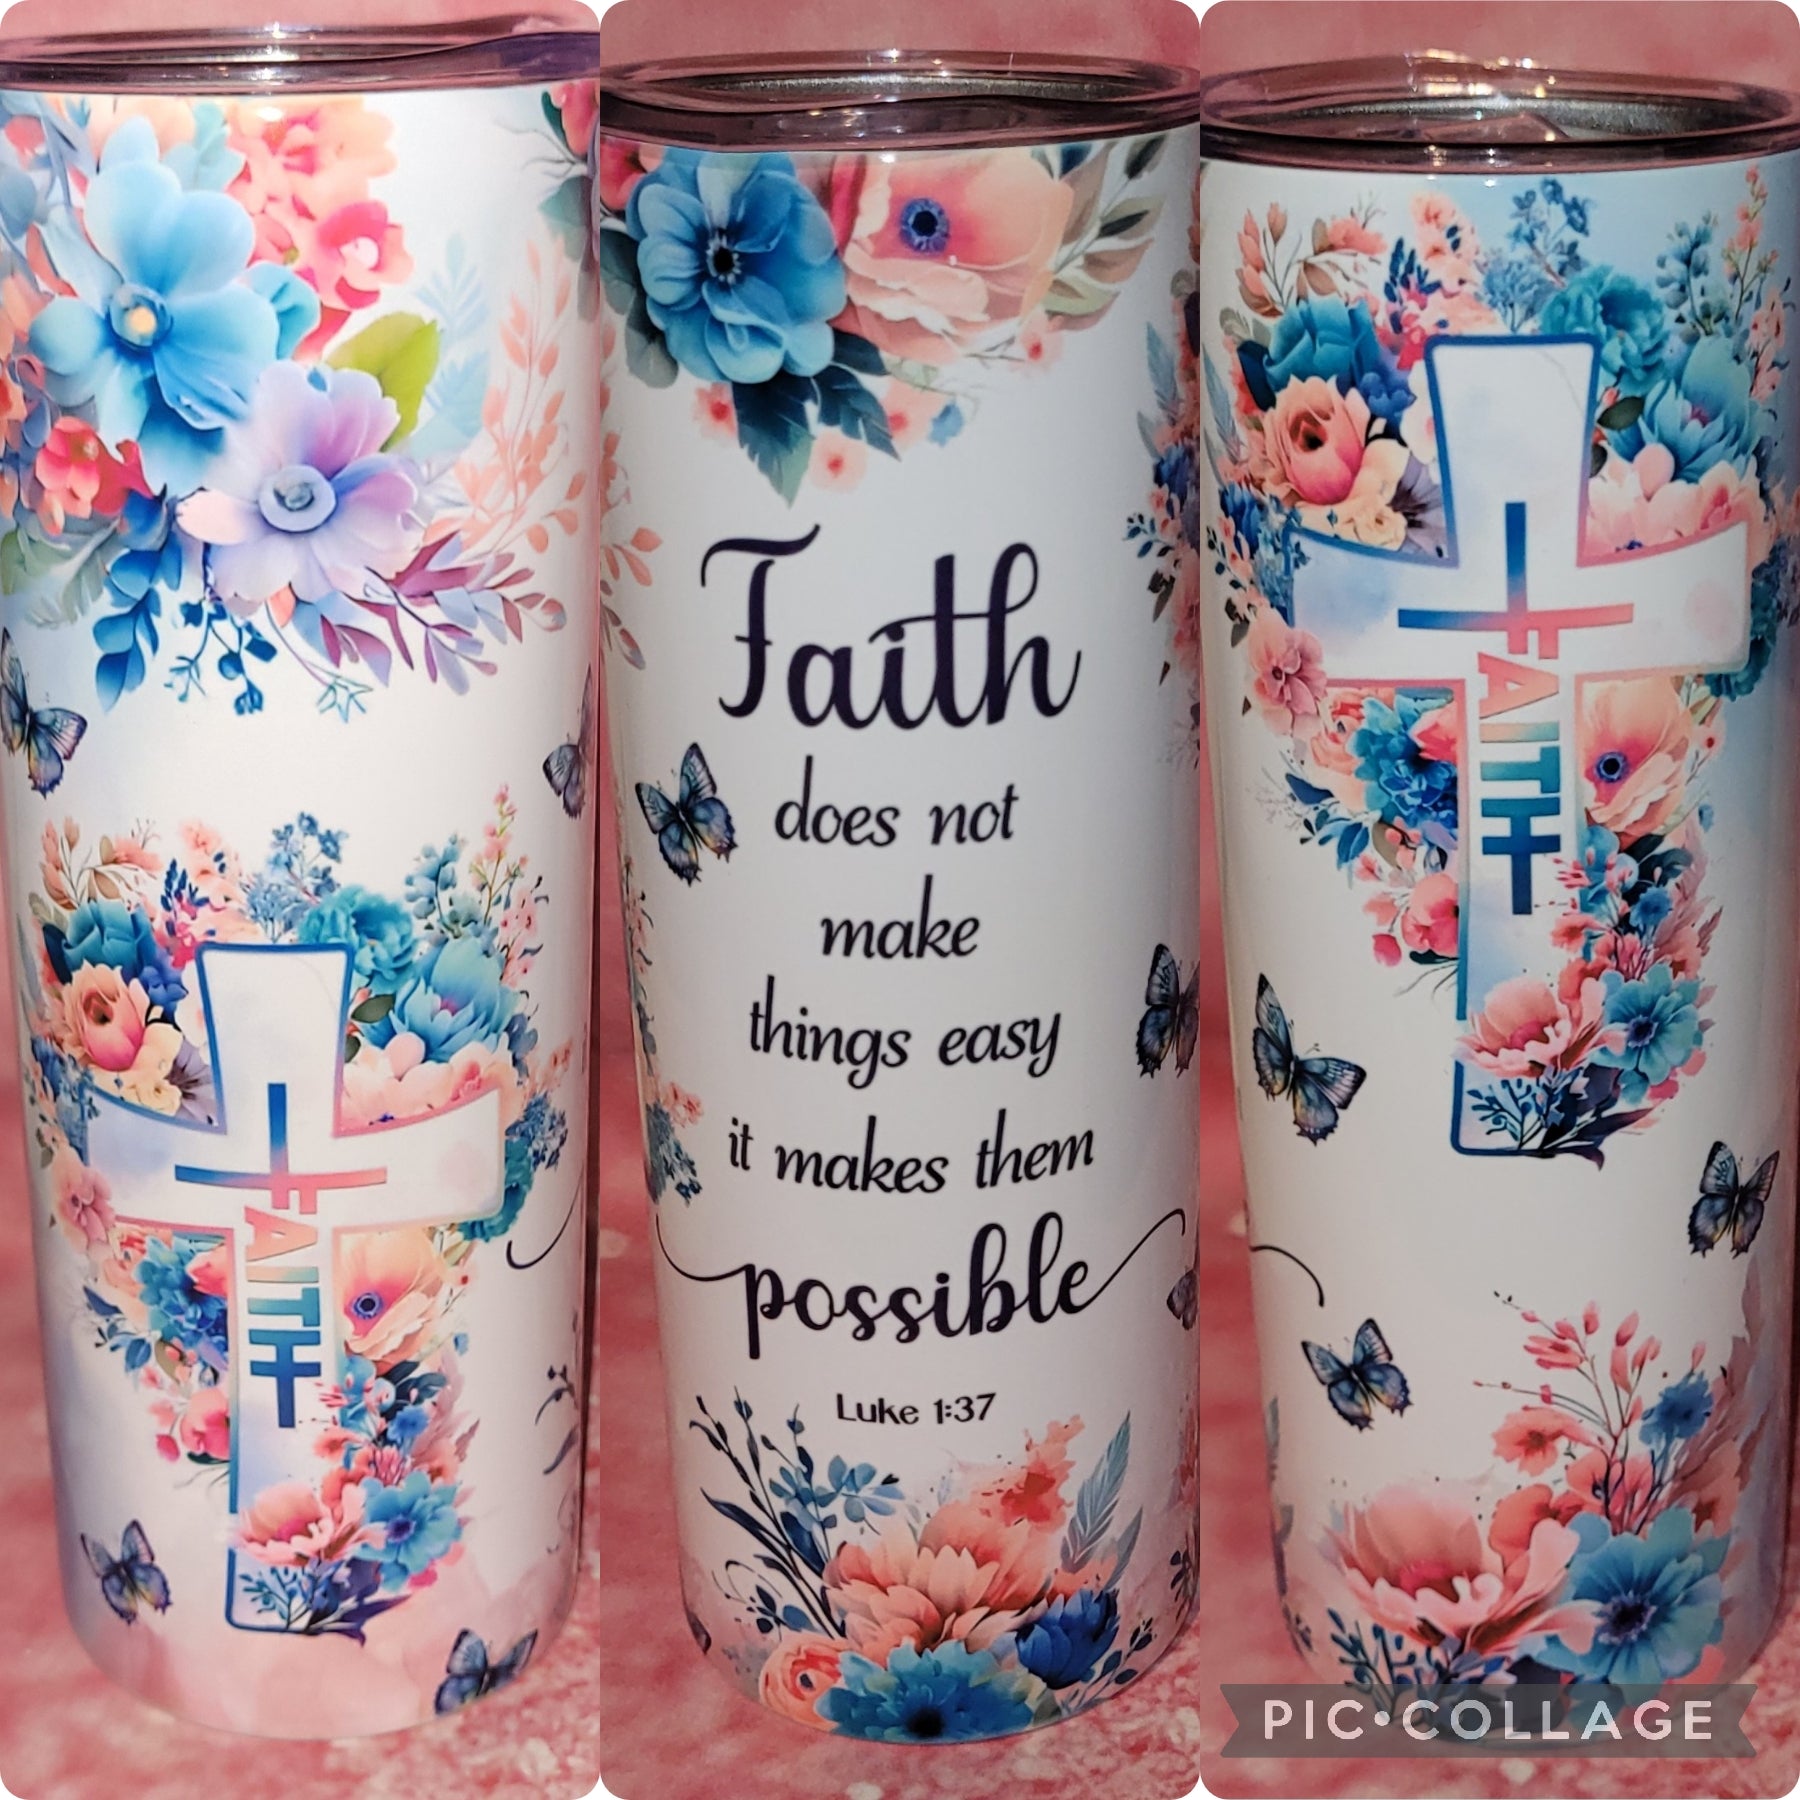 FAITH
Faith
does not
make
things easy
it makes them
possible
Luke 1:37
FAITH
PIC•COLLAGE